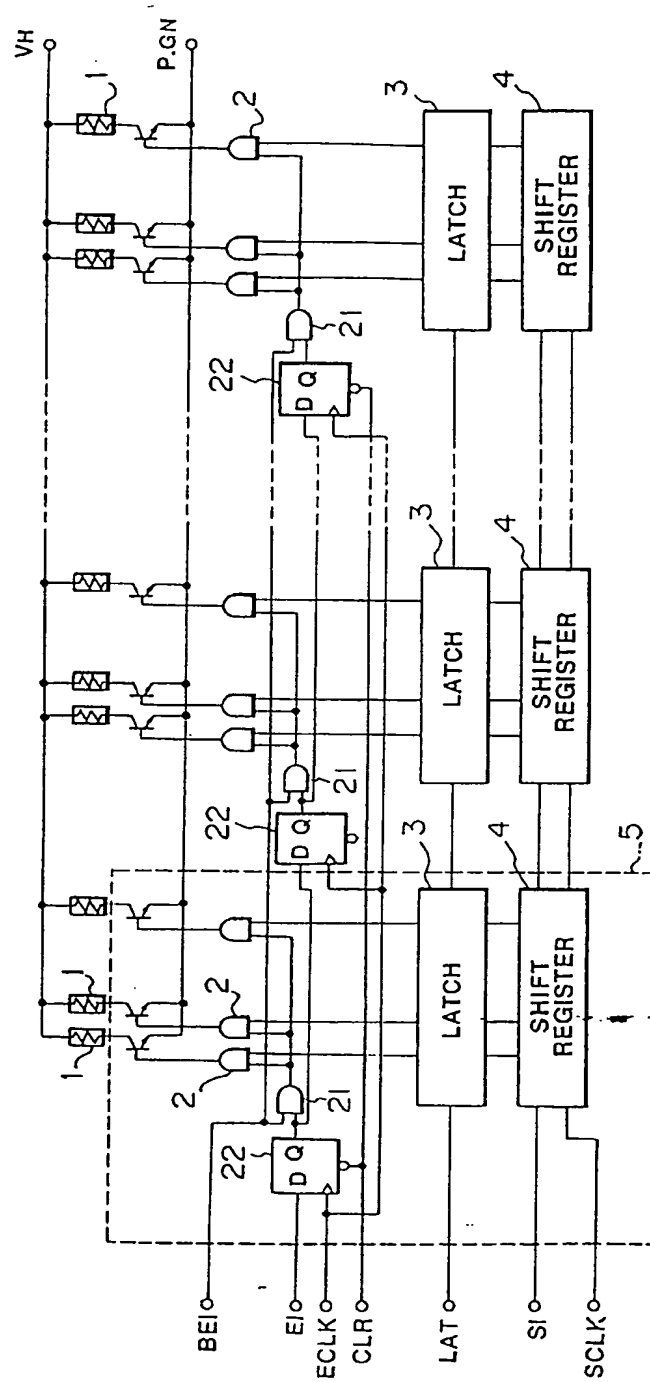 VH
P.GN
1
2
3
4
LATCH
SHIFT
REGISTER
21
22
D Q
3
4
LATCH
SHIFT
REGISTER
21
22
D Q
1
1
2
2
3
4
5
LATCH
SHIFT
REGISTER
21
22
D Q
BEI
EI
ECLK
CLR
LAT
SI
SCLK